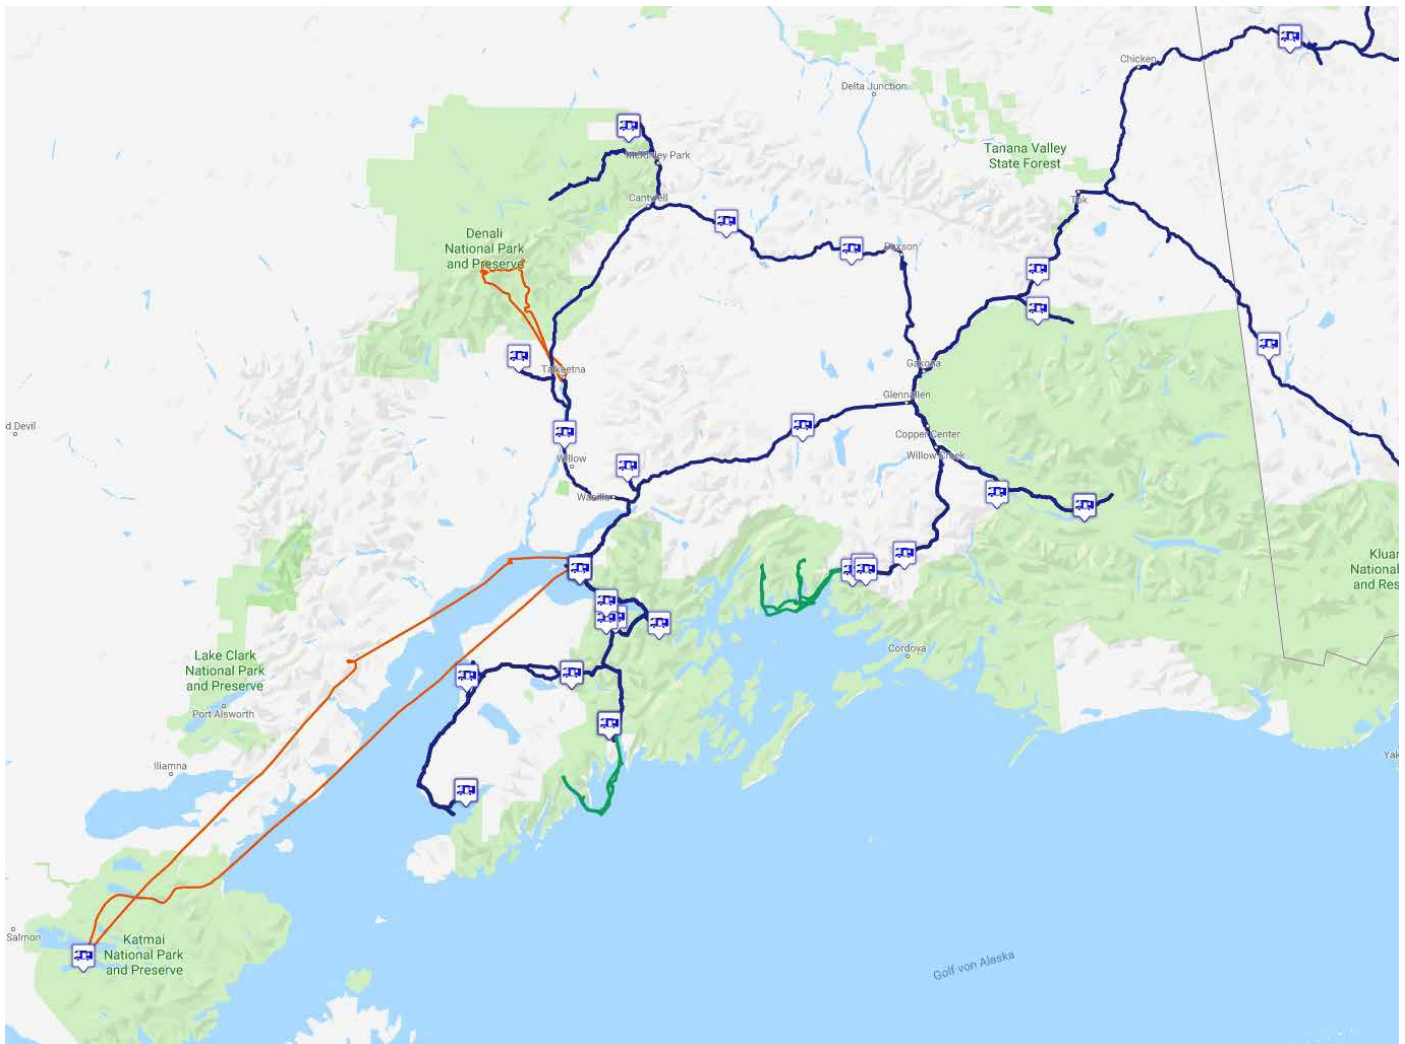 Chicken
Delta Junction
Tanana Valley
State Forest
McKinley Park
Cantwell
Tok
Denali
National Park
and Preserve
Paxson
Talkeetna
Gakona
Glennallen
d Devil
Copper Center
Willow Creek
Willow
Wasilla
Kluan
National
and Res
Cordova
Lake Clark
National Park
and Preserve
Port Alsworth
Iliamna
Yak
Salmon
Katmai
National Park
and Preserve
Golf von Alaska